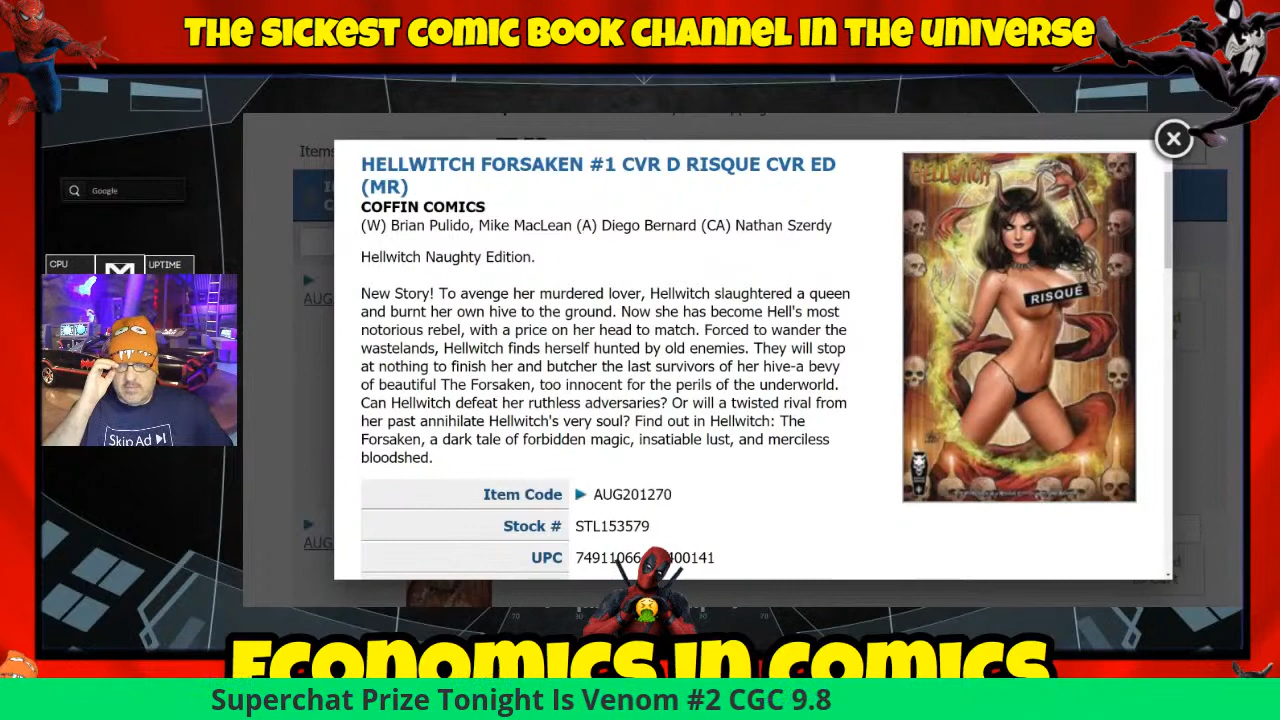 THE SICKEST COMIC BOOK CHANNEL IN THE UNIVERSE
Items
Google
CPU
UPTIME
AUG
AUG
HELLWITCH FORSAKEN #1 CVR D RISQUE CVR ED
(MR)
COFFIN COMICS
(W) Brian Pulido, Mike MacLean (A) Diego Bernard (CA) Nathan Szerdy
Hellwitch Naughty Edition.
New Story! To avenge her murdered lover, Hellwitch slaughtered a queen
and burnt her own hive to the ground. Now she has become Hell's most
notorious rebel, with a price on her head to match. Forced to wander the
wastelands, Hellwitch finds herself hunted by old enemies. They will stop
at nothing to finish her and butcher the last survivors of her hive-a bevy
of beautiful The Forsaken, too innocent for the perils of the underworld.
Can Hellwitch defeat her ruthless adversaries? Or will a twisted rival from
her past annihilate Hellwitch's very soul? Find out in Hellwitch: The
Forsaken, a dark tale of forbidden magic, insatiable lust, and merciless
bloodshed.
Item Code AUG201270
Stock # STL153579
UPC 74911066 400141
HELLWITCH
RISQUE
Skip Ad
ECONOMICS IN COMICS
Superchat Prize Tonight Is Venom #2 CGC 9.8